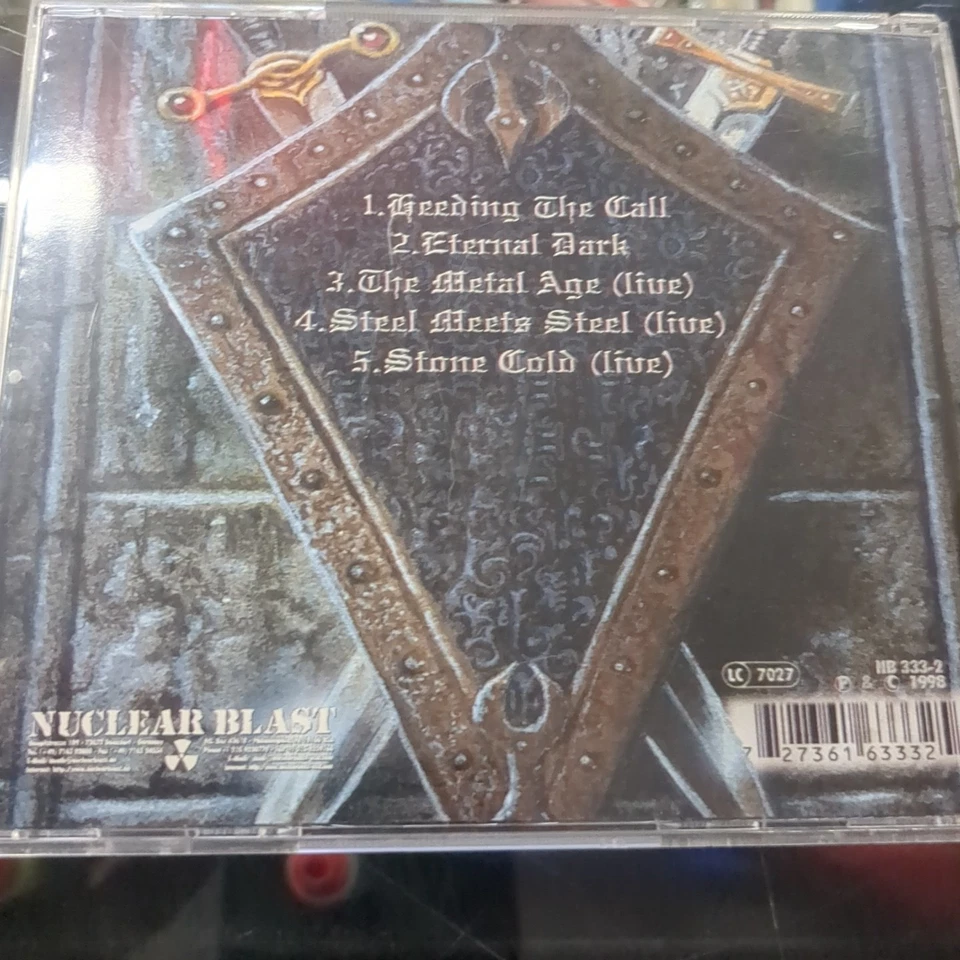 1.Heeding The Call
2.Eternal Dark
3.The Metal Age (live)
4.Steel Meets Steel (live)
5.Stone Cold (live)
LC 7027
NB 333-2
P & C 1998
NUCLEAR BLAST
7 27361 63332